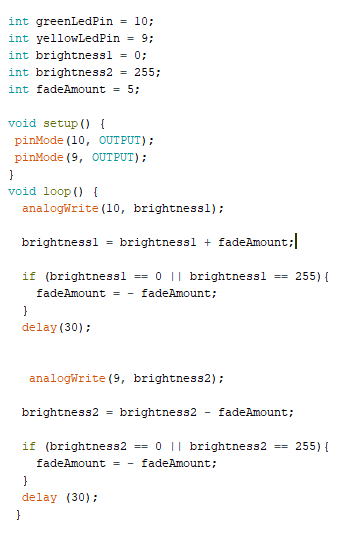 int greenLedPin = 10;
int yellowLedPin = 9;
int brightness1 = 0;
int brightness2 = 255;
int fadeAmount = 5;
void setup() {
pinMode(10, OUTPUT);
pinMode(9, OUTPUT);
}
void loop() {
analogWrite(10, brightness1);
brightness1 = brightness1 + fadeAmount;
if (brightness1 == 0 || brightness1 == 255){
fadeAmount = - fadeAmount;
}
delay(30);
analogWrite(9, brightness2);
brightness2 = brightness2 - fadeAmount;
if (brightness2 == 0 || brightness2 == 255){
fadeAmount = - fadeAmount;
}
delay (30);
}